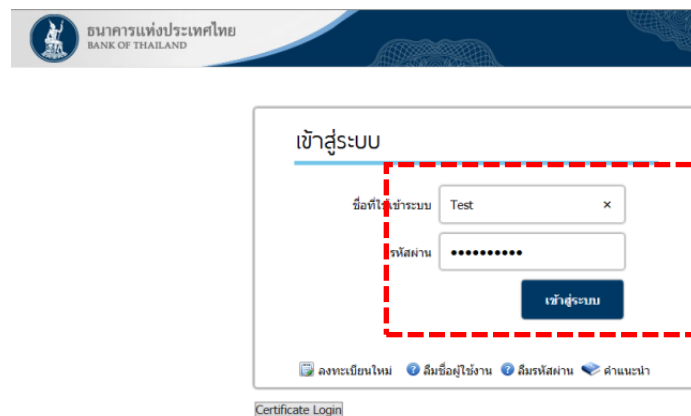 ธนาคารแห่งประเทศไทย
BANK OF THAILAND
เข้าสู่ระบบ
ชื่อที่ใช้เข้าระบบ Test ×
รหัสผ่าน ••••••••••
เข้าสู่ระบบ
ลงทะเบียนใหม่ ลืมชื่อผู้ใช้งาน ลืมรหัสผ่าน คำแนะนำ
Certificate Login